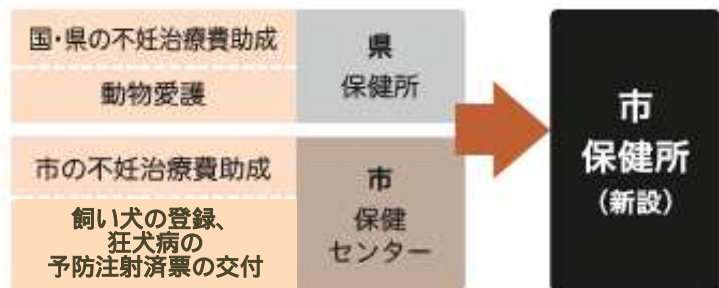 国・県の不妊治療費助成
動物愛護
県
保健所
市の不妊治療費助成
飼い犬の登録、
狂犬病の
予防注射済票の交付
市
保健
センター
市
保健所
（新設）